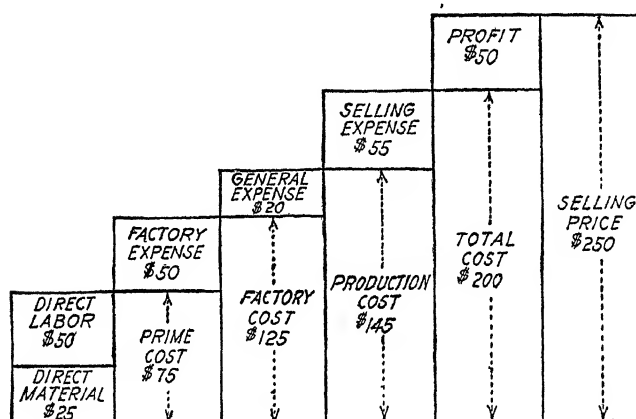 DIRECT
LABOR
$50
DIRECT
MATERIAL
$25
FACTORY
EXPENSE
$50
PRIME
COST
$75
GENERAL
EXPENSE
$20
FACTORY
COST
$125
SELLING
EXPENSE
$55
PRODUCTION
COST
$145
PROFIT
$50
TOTAL
COST
$200
SELLING
PRICE
$250